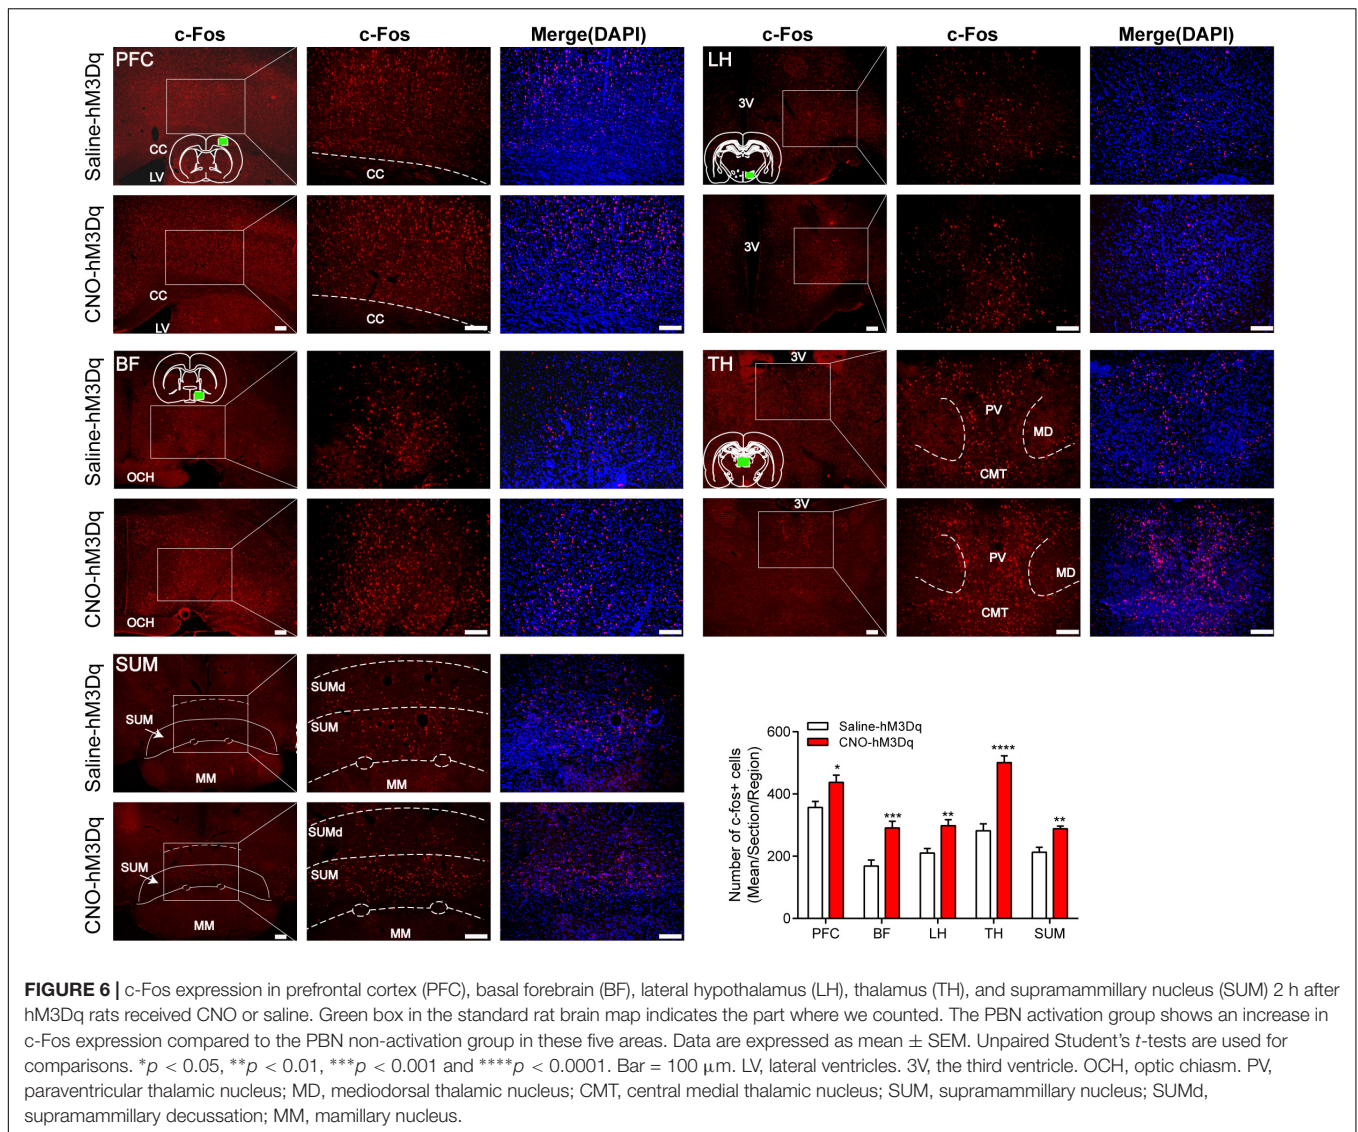 c-Fos c-Fos Merge(DAPI) c-Fos c-Fos Merge(DAPI)
Saline-hM3Dq
PFC
CC
LV
CC
LH
3V
CNO-hM3Dq
CC
LV
CC
3V
Saline-hM3Dq
BF
OCH
TH
3V
PV
MD
CMT
CNO-hM3Dq
OCH
3V
PV
MD
CMT
Saline-hM3Dq
SUM
SUM
MM
SUMd
SUM
MM
CNO-hM3Dq
SUM
MM
SUMd
SUM
MM
Number of c-fos+ cells
(Mean/Section/Region)
Saline-hM3Dq
CNO-hM3Dq
600
400
200
0
* *** ** **** **
PFC BF LH TH SUM
FIGURE 6 | c-Fos expression in prefrontal cortex (PFC), basal forebrain (BF), lateral hypothalamus (LH), thalamus (TH), and supramammillary nucleus (SUM) 2 h after
hM3Dq rats received CNO or saline. Green box in the standard rat brain map indicates the part where we counted. The PBN activation group shows an increase in
c-Fos expression compared to the PBN non-activation group in these five areas. Data are expressed as mean ± SEM. Unpaired Student's t-tests are used for
comparisons. *p < 0.05, **p < 0.01, ***p < 0.001 and ****p < 0.0001. Bar = 100 μm. LV, lateral ventricles. 3V, the third ventricle. OCH, optic chiasm. PV,
paraventricular thalamic nucleus; MD, mediodorsal thalamic nucleus; CMT, central medial thalamic nucleus; SUM, supramammillary nucleus; SUMd,
supramammillary decussation; MM, mamillary nucleus.